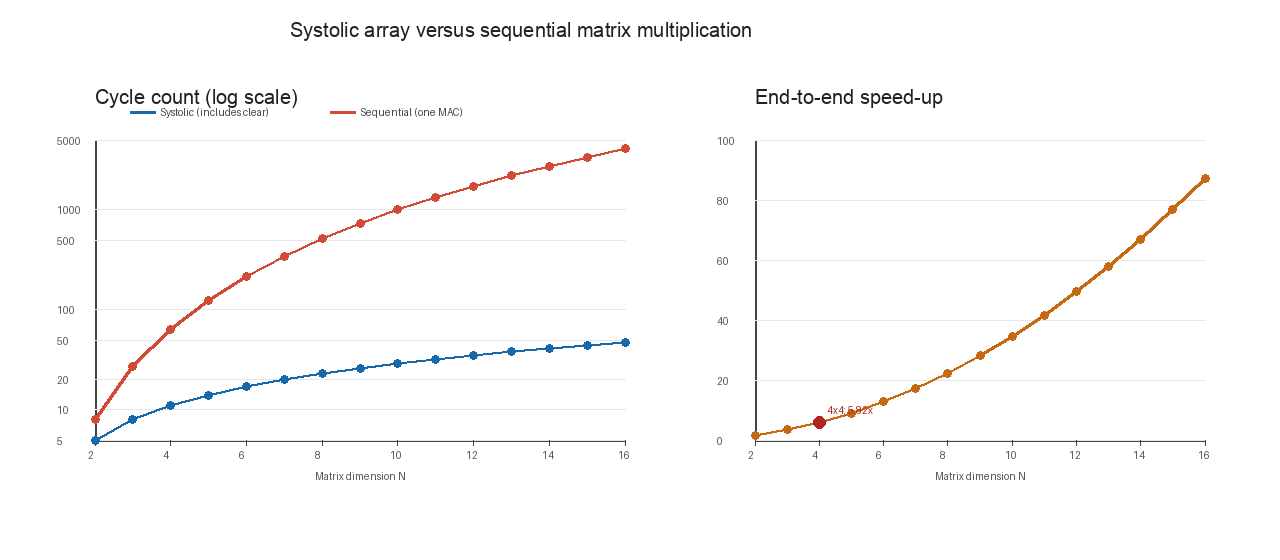 Systolic array versus sequential matrix multiplication
Cycle count (log scale)
Systolic (includes clear)
Sequential (one MAC)
5000
1000
500
100
50
20
10
5
2 4 6 8 10 12 14 16
Matrix dimension N
End-to-end speed-up
100
80
60
40
20
0
4x4: 5.82x
2 4 6 8 10 12 14 16
Matrix dimension N